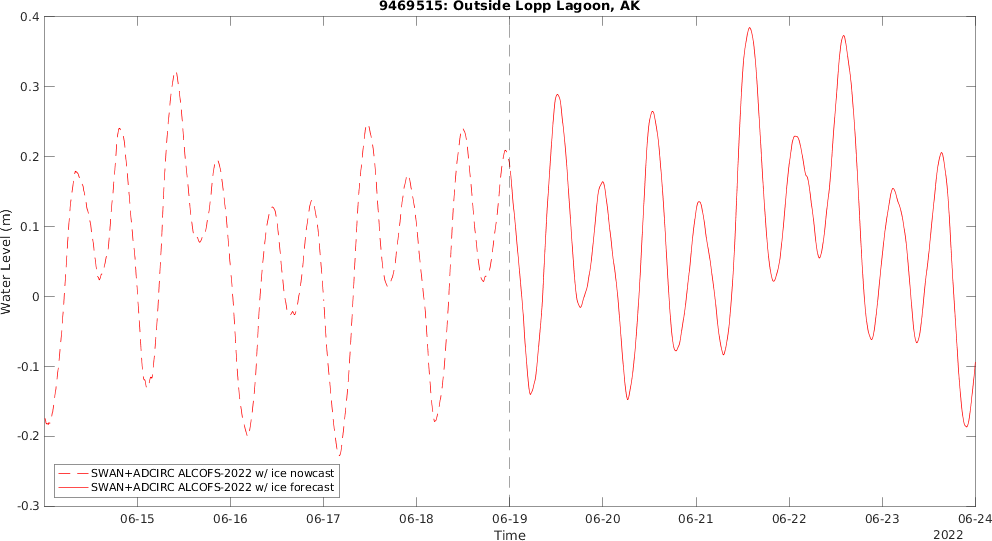 9469515: Outside Lopp Lagoon, AK
0.4
0.3
0.2
0.1
0
-0.1
-0.2
-0.3
Water Level (m)
SWAN+ADCIRC ALCOFS-2022 w/ ice nowcast
SWAN+ADCIRC ALCOFS-2022 w/ ice forecast
06-15 06-16 06-17 06-18 06-19 06-20 06-21 06-22 06-23 06-24
Time
2022